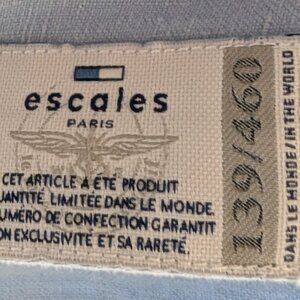 escales
PARIS
CET ARTICLE A ÉTÉ PRODUIT
QUANTITÉ LIMITÉE DANS LE MONDE.
NUMÉRO DE CONFECTION GARANTIT
SON EXCLUSIVITÉ ET SA RARETÉ.
139/460
DANS LE MONDE/IN THE WORLD